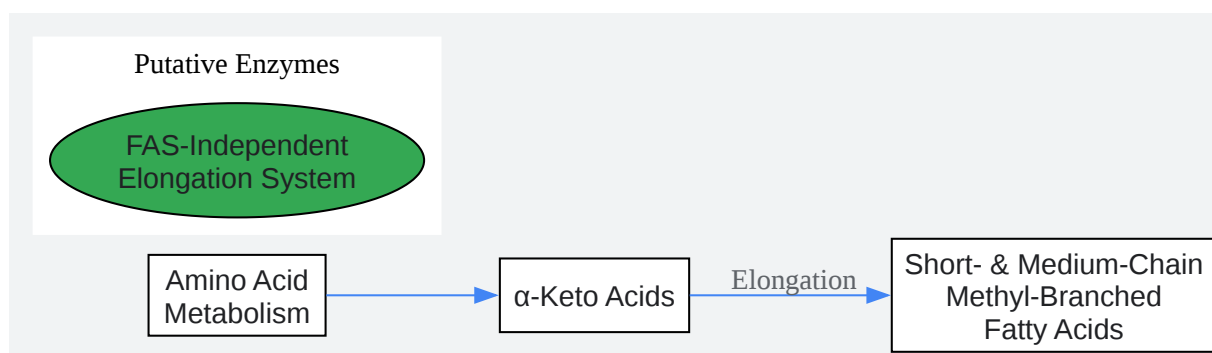 Putative Enzymes
FAS-Independent
Elongation System
Amino Acid
Metabolism
α-Keto Acids
Elongation
Short- & Medium-Chain
Methyl-Branched
Fatty Acids